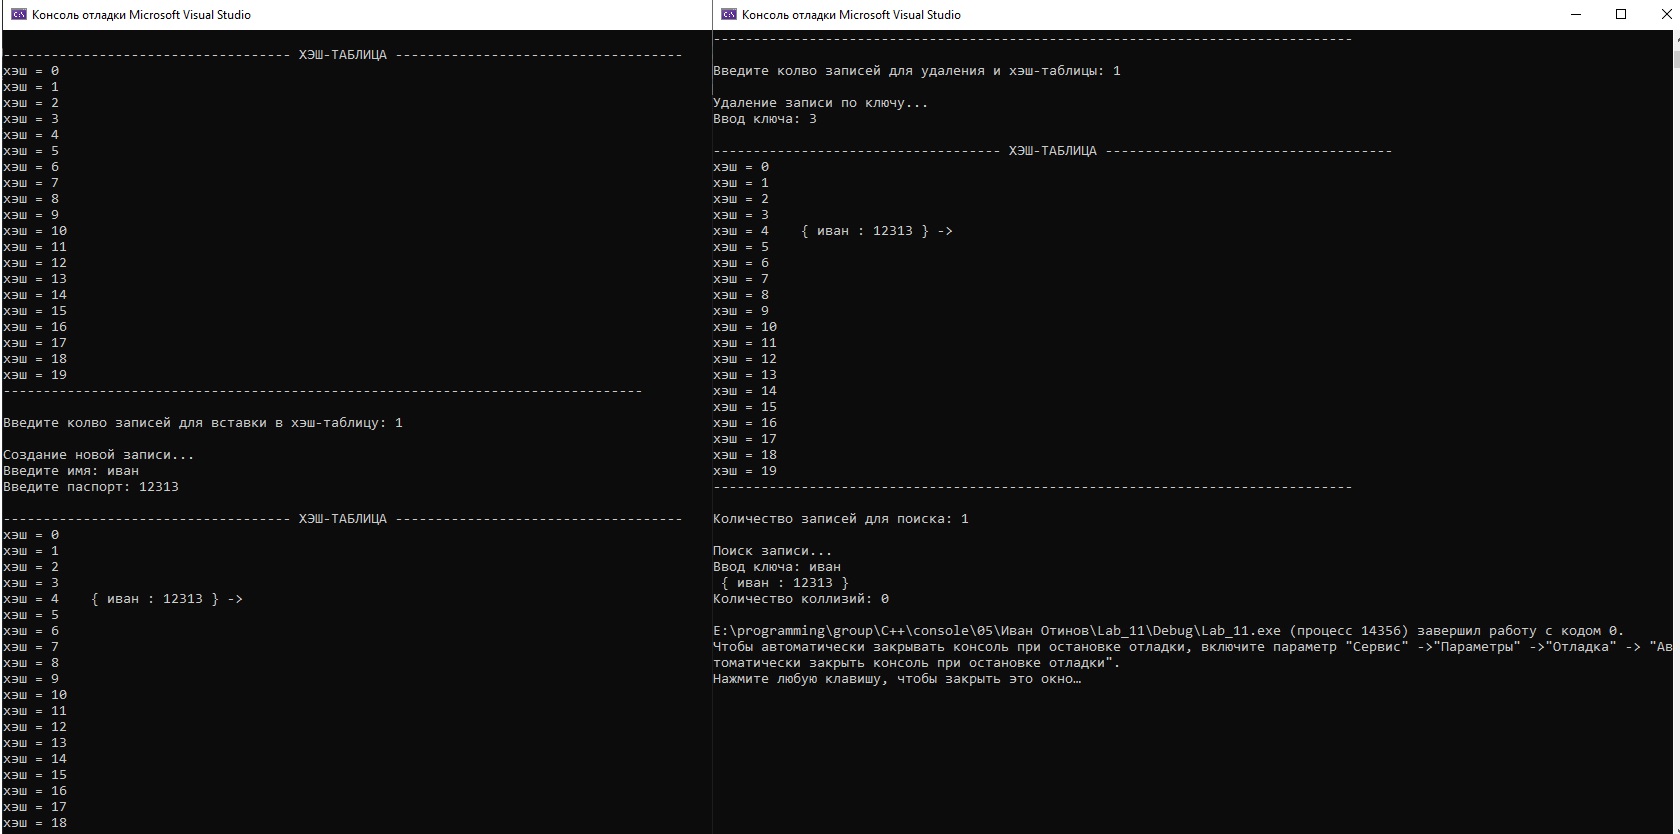 Консоль отладки Microsoft Visual Studio
----------------------------------- ХЭШ-ТАБЛИЦА ------------------------------------
хэш = 0
хэш = 1
хэш = 2
хэш = 3
хэш = 4
хэш = 5
хэш = 6
хэш = 7
хэш = 8
хэш = 9
хэш = 10
хэш = 11
хэш = 12
хэш = 13
хэш = 14
хэш = 15
хэш = 16
хэш = 17
хэш = 18
хэш = 19
--------------------------------------------------------------------------------
Введите колво записей для вставки в хэш-таблицу: 1
Создание новой записи...
Введите имя: иван
Введите паспорт: 12313
------------------------------------ ХЭШ-ТАБЛИЦА ------------------------------------
хэш = 0
хэш = 1
хэш = 2
хэш = 3
хэш = 4    { иван : 12313 } ->
хэш = 5
хэш = 6
хэш = 7
хэш = 8
хэш = 9
хэш = 10
хэш = 11
хэш = 12
хэш = 13
хэш = 14
хэш = 15
хэш = 16
хэш = 17
хэш = 18
Консоль отладки Microsoft Visual Studio
--------------------------------------------------------------------------------
Введите колво записей для удаления и хэш-таблицы: 1
Удаление записи по ключу...
Ввод ключа: 3
------------------------------------ ХЭШ-ТАБЛИЦА ------------------------------------
хэш = 0
хэш = 1
хэш = 2
хэш = 3
хэш = 4    { иван : 12313 } ->
хэш = 5
хэш = 6
хэш = 7
хэш = 8
хэш = 9
хэш = 10
хэш = 11
хэш = 12
хэш = 13
хэш = 14
хэш = 15
хэш = 16
хэш = 17
хэш = 18
хэш = 19
--------------------------------------------------------------------------------
Количество записей для поиска: 1
Поиск записи...
Ввод ключа: иван
{ иван : 12313 }
Количество коллизий: 0
E:\programming\group\C++\console\05\Иван Отинов\Lab_11\Debug\Lab_11.exe (процесс 14356) завершил работу с кодом 0.
Чтобы автоматически закрывать консоль при остановке отладки, включите параметр "Сервис" ->"Параметры" ->"Отладка" -> "Ав
томатически закрыть консоль при остановке отладки".
Нажмите любую клавишу, чтобы закрыть это окно…